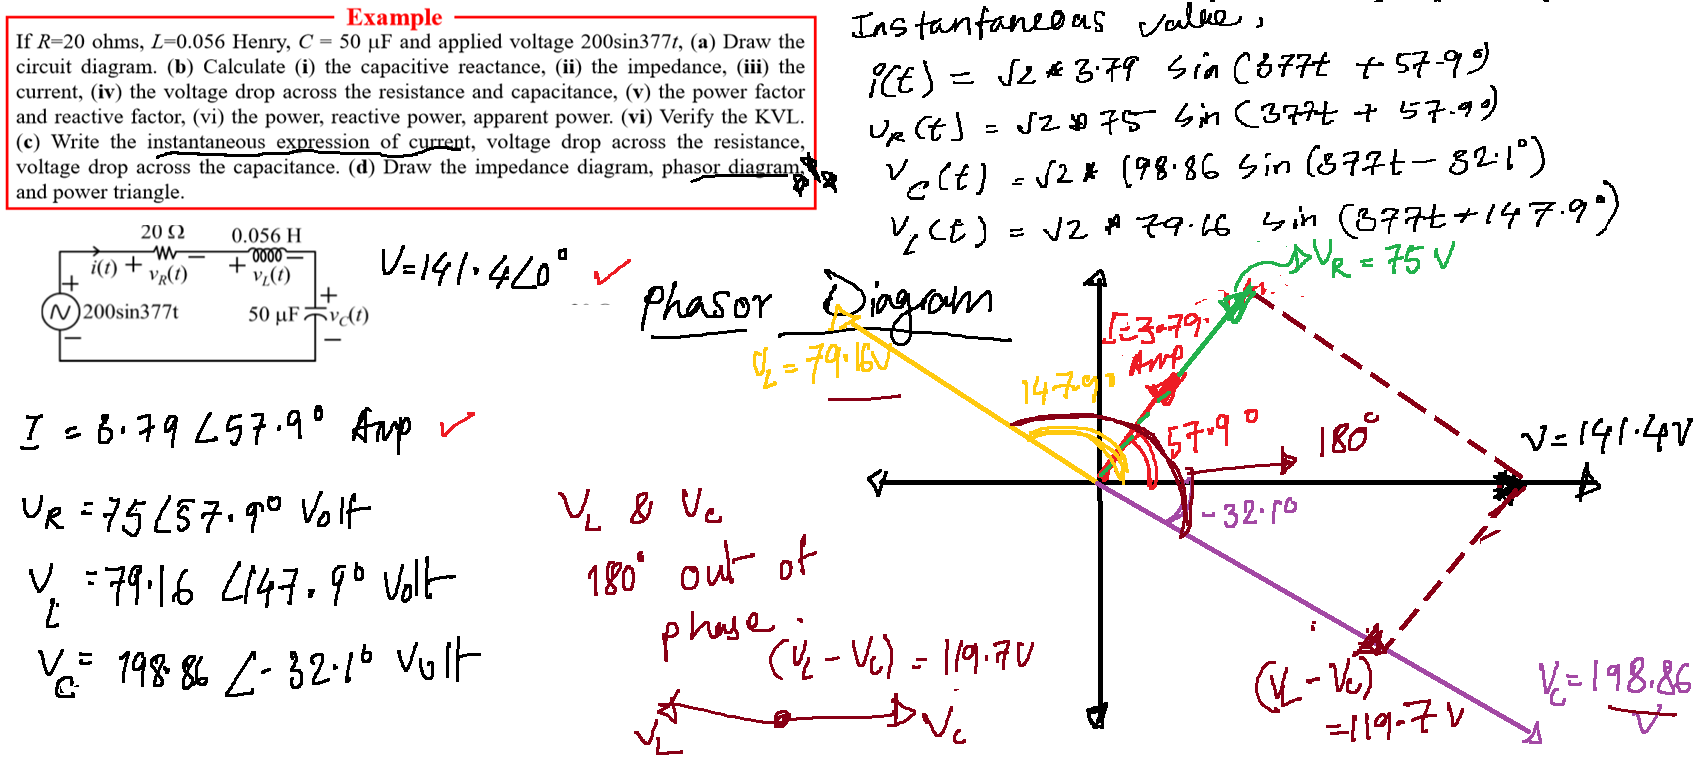 Example
If R=20 ohms, L=0.056 Henry, C = 50 μF and applied voltage 200sin377t, (a) Draw the
circuit diagram. (b) Calculate (i) the capacitive reactance, (ii) the impedance, (iii) the
current, (iv) the voltage drop across the resistance and capacitance, (v) the power factor
and reactive factor, (vi) the power, reactive power, apparent power. (vi) Verify the KVL.
(c) Write the instantaneous expression of current, voltage drop across the resistance,
voltage drop across the capacitance. (d) Draw the impedance diagram, phasor diagram,
and power triangle.
Instantaneous value,
i(t) = √2 * 3.79 sin (377t + 57.9°)
VR (t) = √2 * 75 sin (377t + 57.9°)
Vc(t) = √2 * (98.86 sin (377t - 32.1°)
VL(t) = √2 * 79.16 sin (377t + 147.9°)
20 Ω
0.056 H
i(t) + vR(t) −
+ vL(t) −
+
200sin377t
−
50 μF
+
vC(t)
−
V=141.4∠0° ✓
Phasor Diagram
VR = 75 V
I=3.79
Amp
VL = 79.16V
147.9°
57.9°
180°
V=141.4V
-32.1°
I = 3.79 ∠57.9° Amp ✓
VR = 75 ∠57.9° Volt
VL = 79.16 ∠147.9° Volt
Vc = 198.86 ∠-32.1° Volt
VL & Vc
180° out of
phase.
(VL - Vc) = 119.7V
VL
Vc
(VL - Vc)
=119.7V
Vc=198.86
V